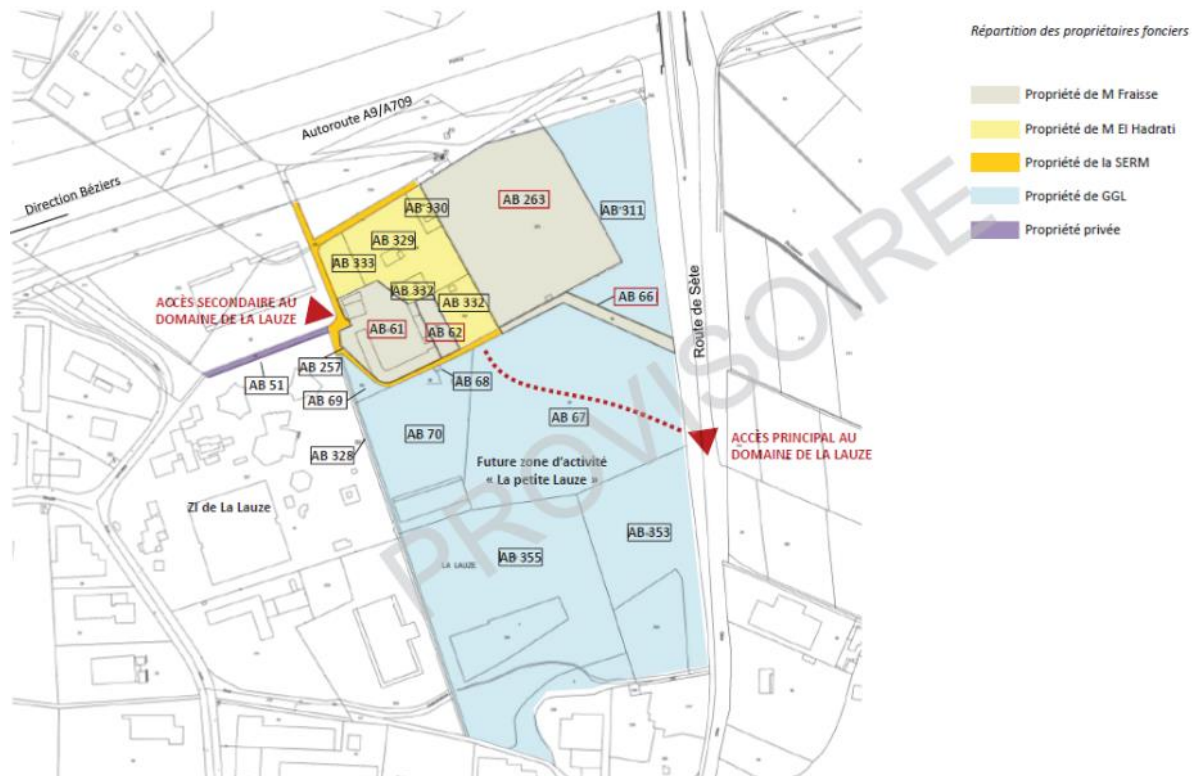 Répartition des propriétaires fonciers
Propriété de M Fraisse
Propriété de M El Hadrati
Propriété de la SERM
Propriété de GGL
Propriété privée
Autoroute A9/A709
Direction Béziers
AB 330
AB 263
AB 311
AB 329
AB 333
AB 332
AB 332
AB 66
ACCÈS SECONDAIRE AU
DOMAINE DE LA LAUZE
AB 61
AB 62
Route de Sète
AB 257
AB 51
AB 68
AB 69
AB 67
AB 70
ACCÈS PRINCIPAL AU
DOMAINE DE LA LAUZE
AB 328
Future zone d'activité
« La petite Lauze »
ZI de La Lauze
AB 353
AB 355
LA LAUZE
PROVISOIRE